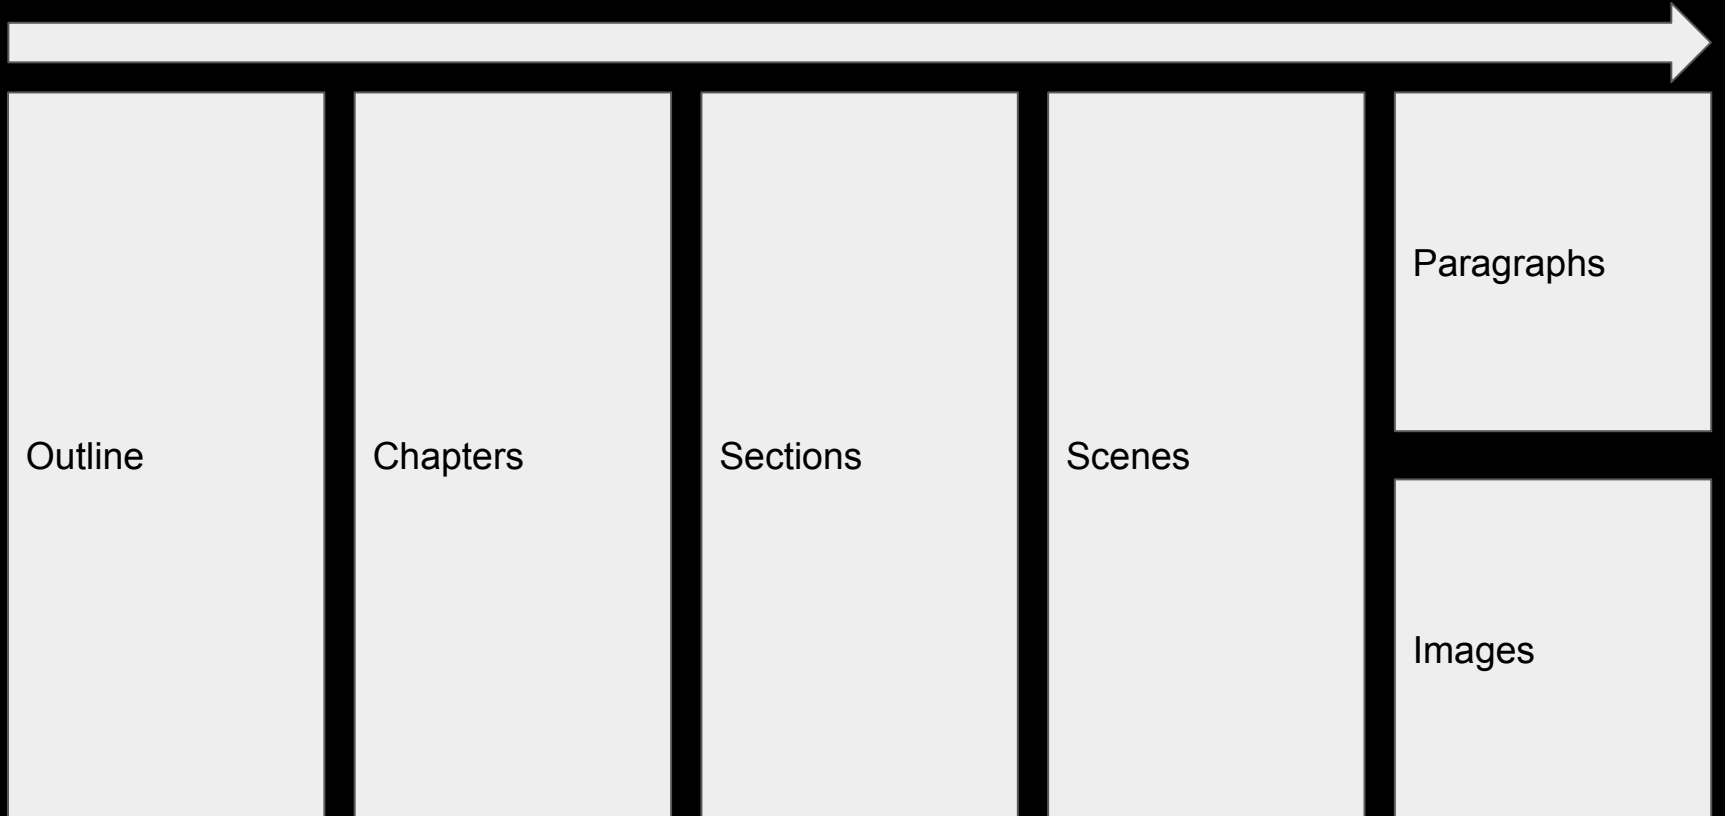 Outline
Chapters
Sections
Scenes
Paragraphs
Images